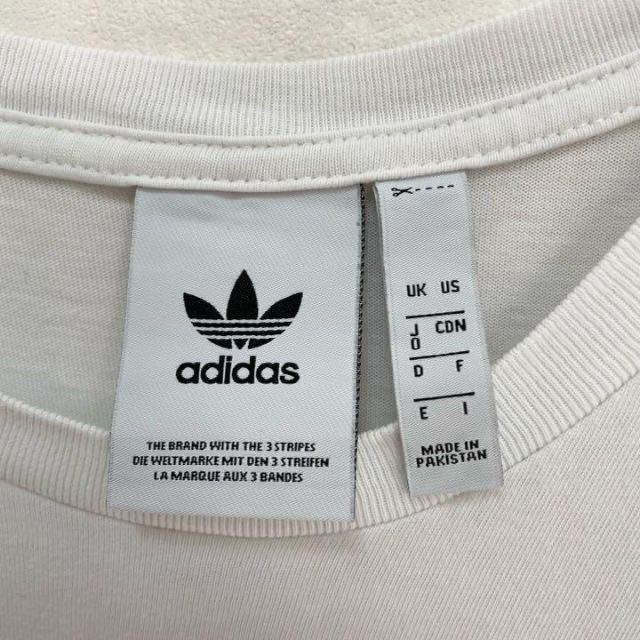 adidas
THE BRAND WITH THE 3 STRIPES
DIE WELTMARKE MIT DEN 3 STREIFEN
LA MARQUE AUX 3 BANDES
UK US
JO CDN
D F
E I
MADE IN
PAKISTAN